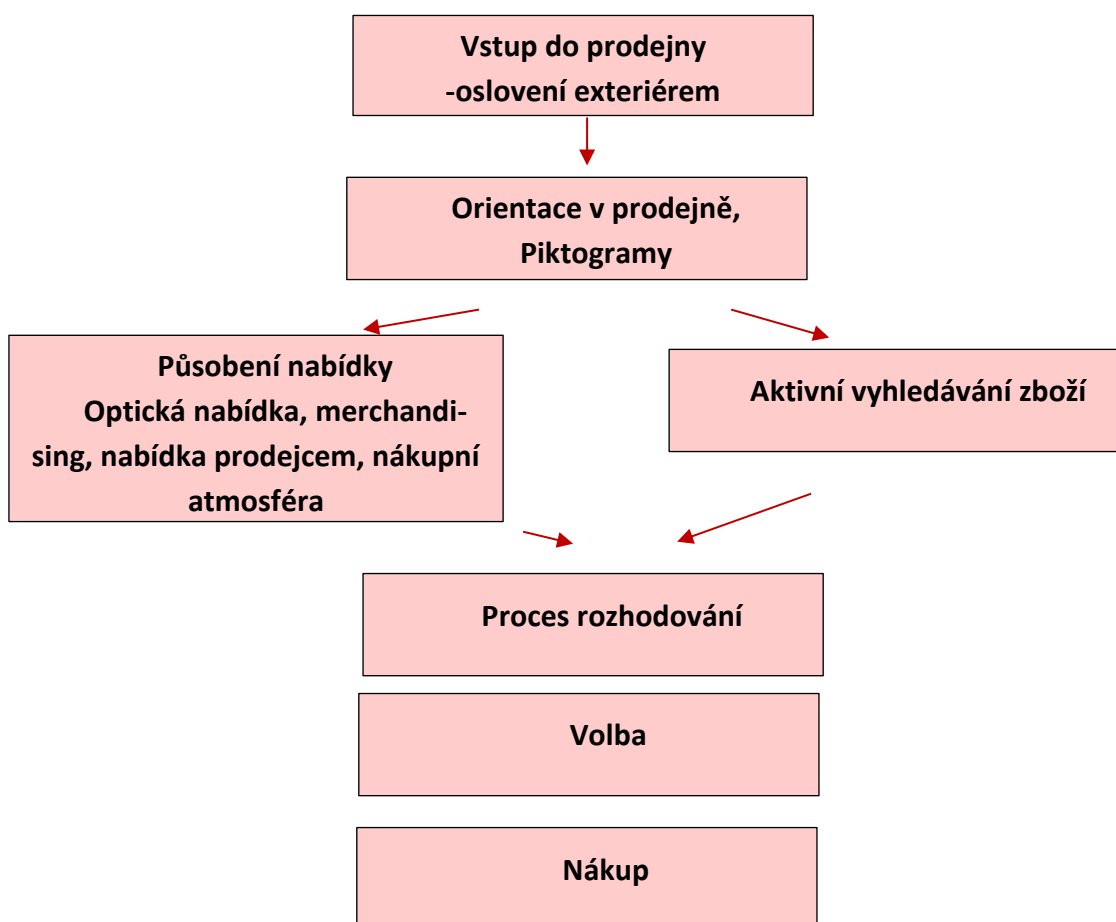 Vstup do prodejny
-oslovení exteriérem
Orientace v prodejně,
Piktogramy
Působení nabídky
Optická nabídka, merchandi-
sing, nabídka prodejcem, nákupní
atmosféra
Aktivní vyhledávání zboží
Proces rozhodování
Volba
Nákup